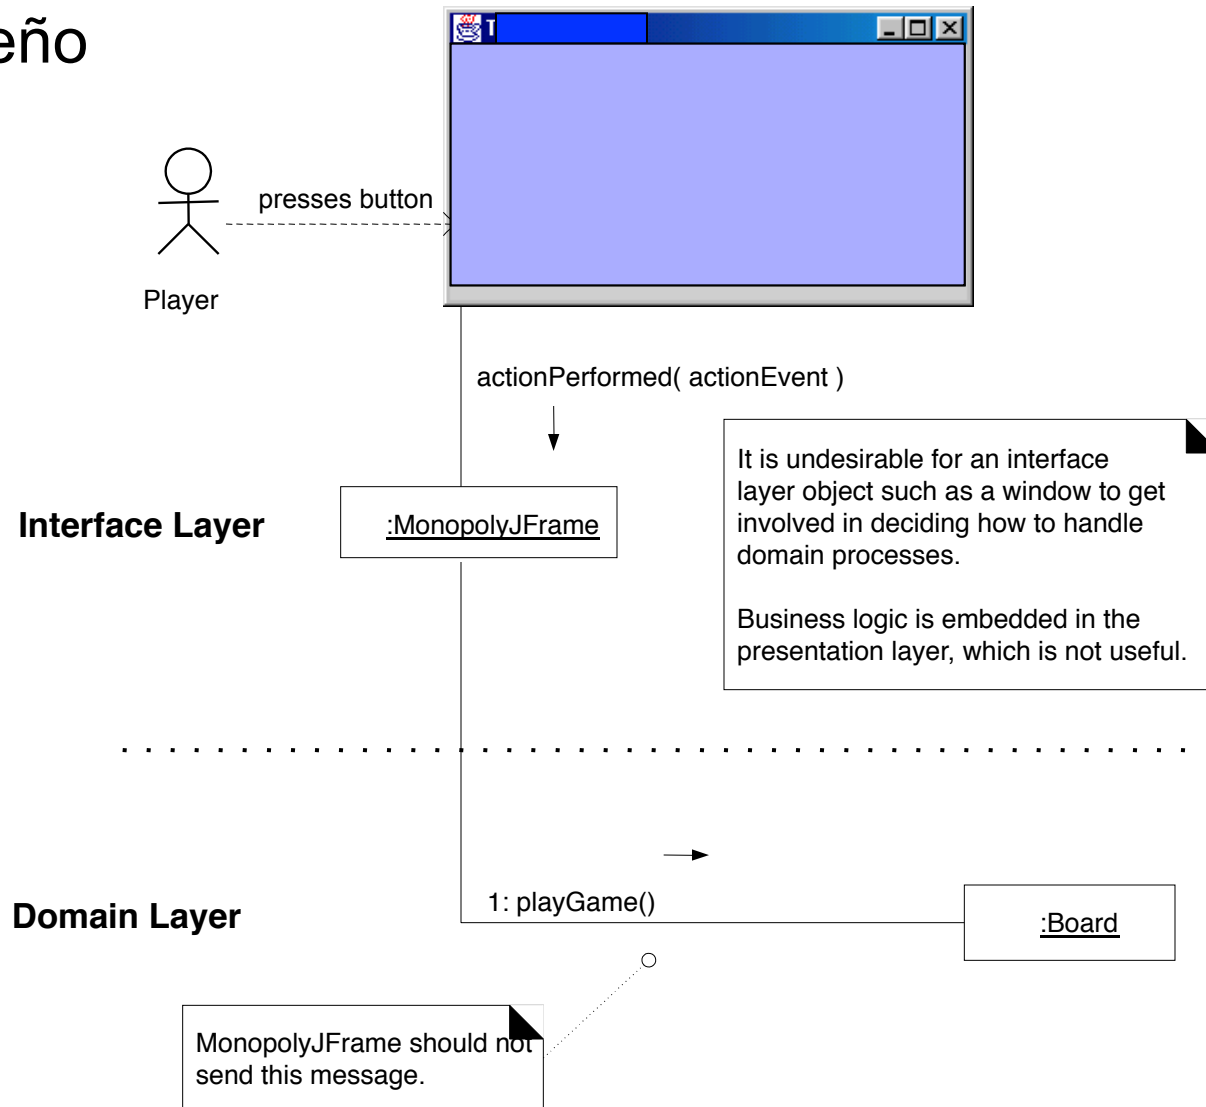 eño
T
presses button
Player
actionPerformed( actionEvent )
It is undesirable for an interface
layer object such as a window to get
involved in deciding how to handle
domain processes.
Business logic is embedded in the
presentation layer, which is not useful.
Interface Layer
:MonopolyJFrame
1: playGame()
Domain Layer
:Board
MonopolyJFrame should not
send this message.